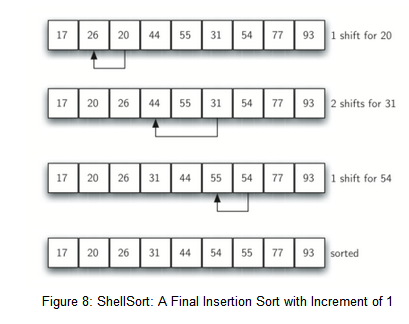 17 26 20 44 55 31 54 77 93 1 shift for 20
17 20 26 44 55 31 54 77 93 2 shifts for 31
17 20 26 31 44 55 54 77 93 1 shift for 54
17 20 26 31 44 54 55 77 93 sorted
Figure 8: ShellSort: A Final Insertion Sort with Increment of 1